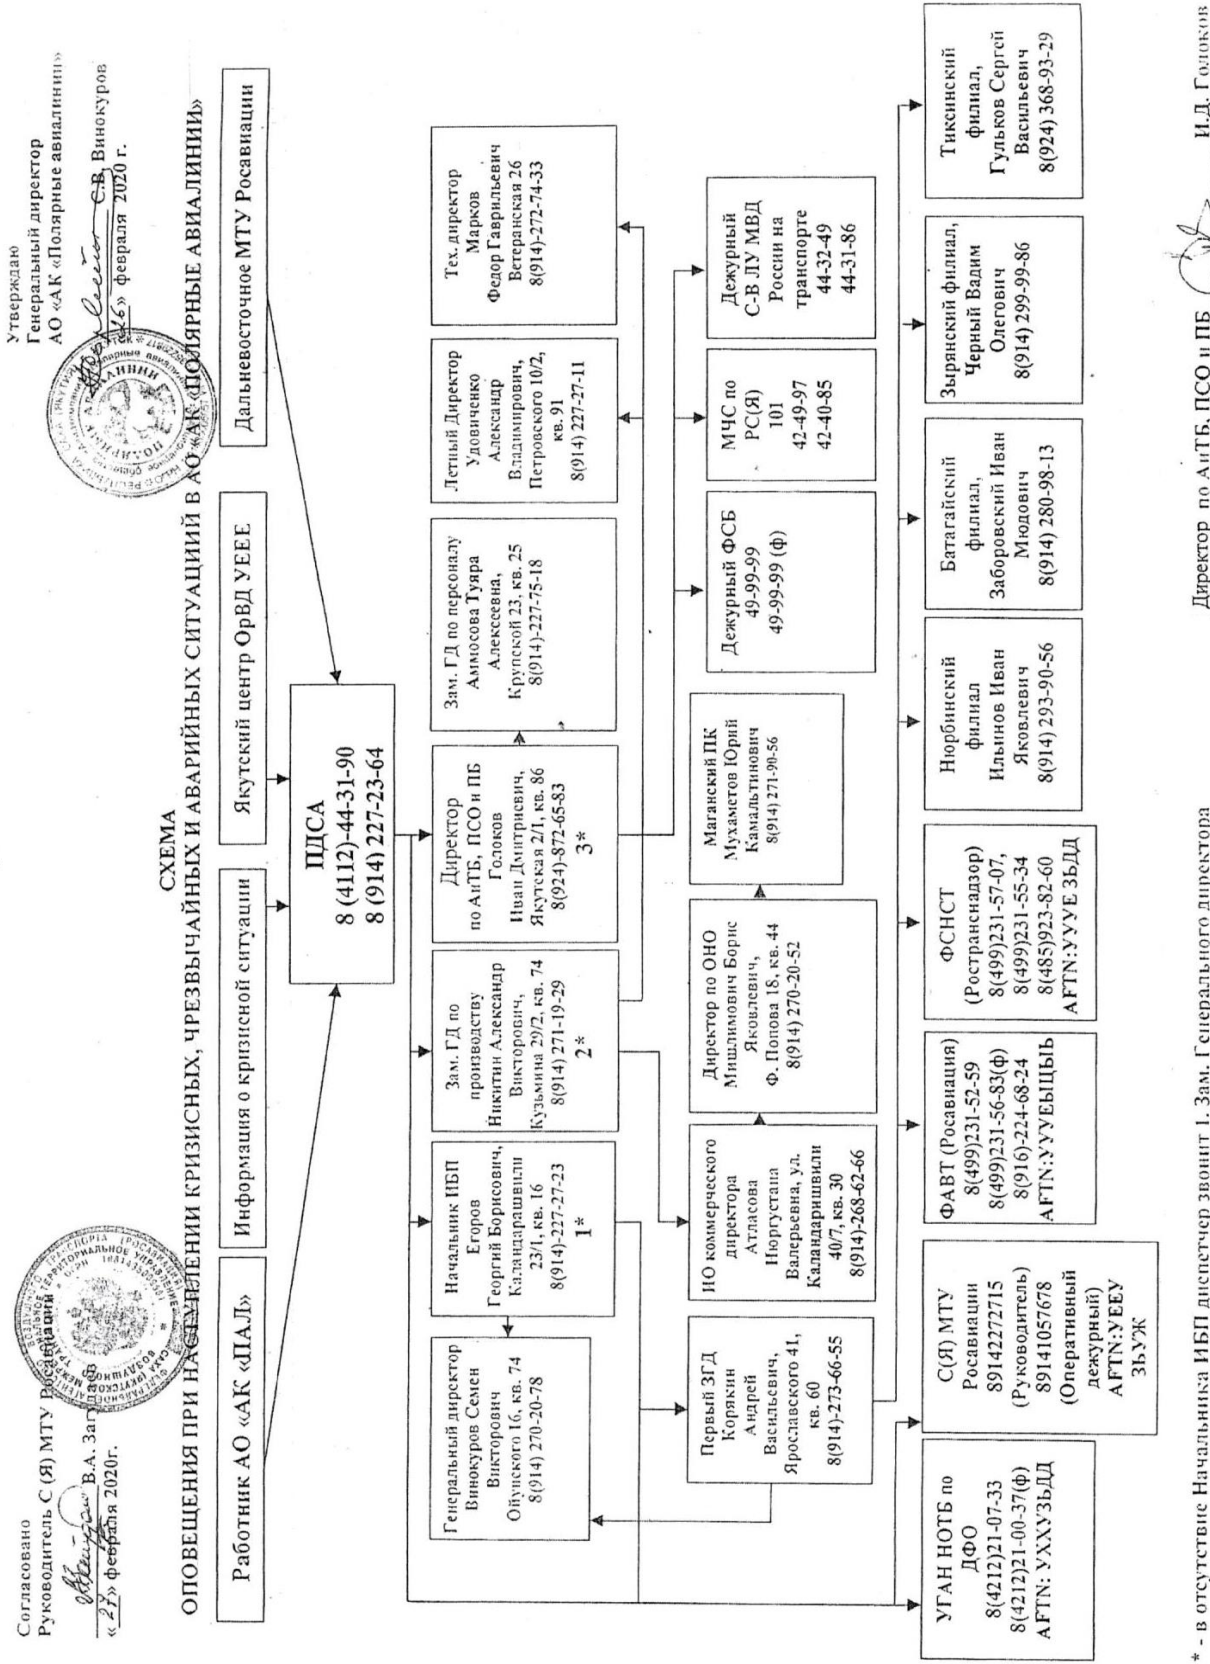 Согласовано
Руководитель С (Я) МТУ Росавиации
В.А. Загудаев
« 27» февраля 2020г.
Утверждаю
Генеральный директор
АО «АК «Полярные авиалинии»
С.В. Винокуров
«26» февраля 2020 г.
СХЕМА
ОПОВЕЩЕНИЯ ПРИ НАСТУПЛЕНИИ КРИЗИСНЫХ, ЧРЕЗВЫЧАЙНЫХ И АВАРИЙНЫХ СИТУАЦИЙ В АО «АК «ПОЛЯРНЫЕ АВИАЛИНИИ»
Работник АО «АК «ПАЛ»
Информация о кризисной ситуации
Якутский центр ОрВД УЕЕЕ
Дальневосточное МТУ Росавиации
ПДСА
8 (4112)-44-31-90
8 (914) 227-23-64
Генеральный директор
Винокуров Семен
Викторович
Ойунского 16, кв. 74
8(914) 270-20-78
Начальник ИБП
Егоров
Георгий Борисович,
Каландарашвили
23/1, кв. 16
8(914)-227-27-23
1*
Зам. ГД по
производству
Никитин Александр
Викторович,
Кузьмина 29/2, кв. 74
8(914) 271-19-29
2*
Директор
по АиТБ, ПСО и ПБ
Голоков
Иван Дмитриевич,
Якутская 2/1, кв. 86
8(924)-872-65-83
3*
Зам. ГД по персоналу
Аммосова Туяра
Алексеевна,
Крупской 23, кв. 25
8(914)-227-75-18
Летный Директор
Удовиченко
Александр
Владимирович,
Петровского 10/2,
кв. 91
8(914) 227-27-11
Тех. директор
Марков
Федор Гаврильевич
Ветеранская 26
8(914)-272-74-33
Первый ЗГД
Корякин
Андрей
Васильевич,
Ярославского 41,
кв. 60
8(914)-273-66-55
ИО коммерческого
директора
Атласова
Нюргустана
Валерьевна, ул.
Каландаришвили
40/7, кв. 30
8(914)-268-62-66
Директор по ОНО
Мишлимович Борис
Яковлевич,
Ф. Попова 18, кв. 44
8(914) 270-20-52
Маганский ПК
Мухаметов Юрий
Камальтинович
8(914) 271-90-56
Дежурный ФСБ
49-99-99
49-99-99 (ф)
МЧС по
РС(Я)
101
42-49-97
42-40-85
Дежурный
С-В ЛУ МВД
России на
транспорте
44-32-49
44-31-86
УГАН НОТБ по
ДФО
8(4212)21-07-33
8(4212)21-00-37(ф)
AFTN: УХХУЗЬДД
С(Я) МТУ
Росавиации
89142272715
(Руководитель)
89141057678
(Оперативный
дежурный)
AFTN:УЕЕУ
ЗЬУЖ
ФАВТ (Росавиация)
8(499)231-52-59
8(499)231-56-83(ф)
8(916)-224-68-24
AFTN:УУУЕЫЦЫЬ
ФСНСТ
(Ространснадзор)
8(499)231-57-07,
8(499)231-55-34
8(485)923-82-60
AFTN:УУУЕ ЗЬДД
Нюрбинский
филиал
Ильинов Иван
Яковлевич
8(914) 293-90-56
Батагайский
филиал,
Заборовский Иван
Мюдович
8(914) 280-98-13
Зырянский филиал,
Черный Вадим
Олегович
8(914) 299-99-86
Тиксинский
филиал,
Гульков Сергей
Васильевич
8(924) 368-93-29
* - в отсутствие Начальника ИБП диспетчер звонит 1. Зам. Генерального директора
Директор по АиТБ, ПСО и ПБ И.Д. Голоков